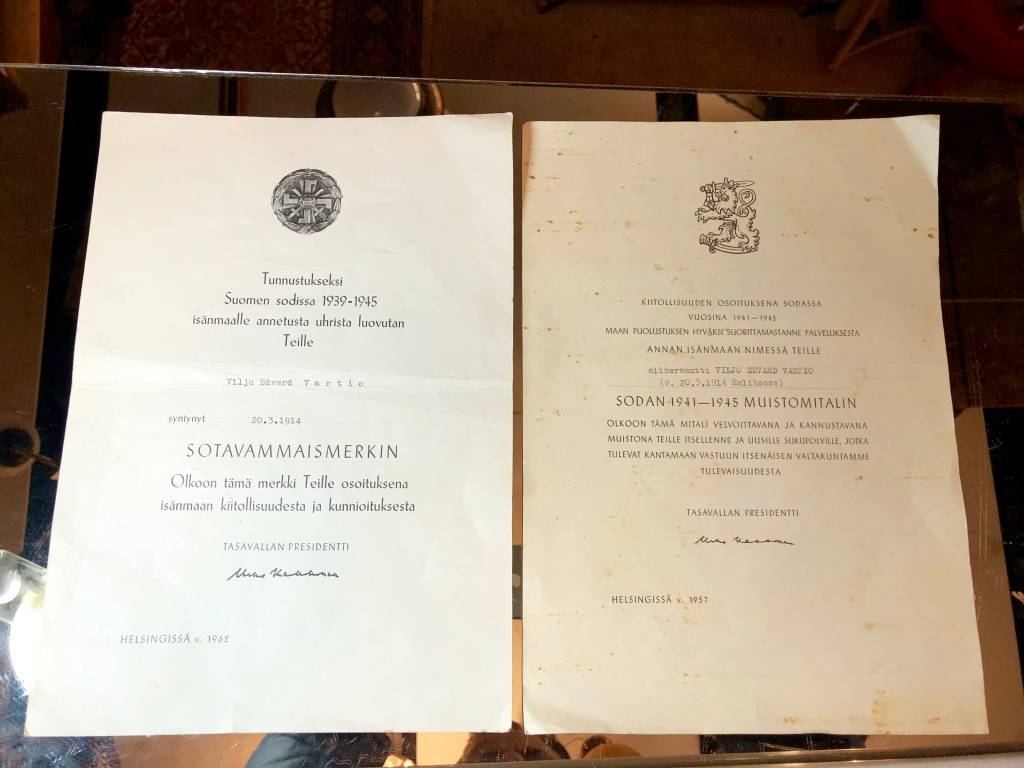 Tunnustukseksi
Suomen sodissa 1939-1945
isänmaalle annetusta uhrista luovutan
Teille
Viljo Edvard Vartio
syntynyt 20.3.1914
SOTAVAMMAISMERKIN
Olkoon tämä merkki Teille osoituksena
isänmaan kiitollisuudesta ja kunnioituksesta
TASAVALLAN PRESIDENTTI
Urho Kekkonen
HELSINGISSÄ v. 1962
KIITOLLISUUDEN OSOITUKSENA SODASSA
VUOSINA 1941—1945
MAAN PUOLUSTUKSEN HYVÄKSI SUORITTAMASTANNE PALVELUKSESTA
ANNAN ISÄNMAAN NIMESSÄ TEILLE
alikersantti VILJO EDVARD VARTIO
(s. 20.3.1914 Halikossa)
SODAN 1941—1945 MUISTOMITALIN
OLKOON TÄMÄ MITALI VELVOITTAVANA JA KANNUSTAVANA
MUISTONA TEILLE ITSELLENNE JA UUSILLE SUKUPOLVILLE, JOTKA
TULEVAT KANTAMAAN VASTUUN ITSENÄISEN VALTAKUNTAMME
TULEVAISUUDESTA
TASAVALLAN PRESIDENTTI
Urho Kekkonen
HELSINGISSÄ v. 1957